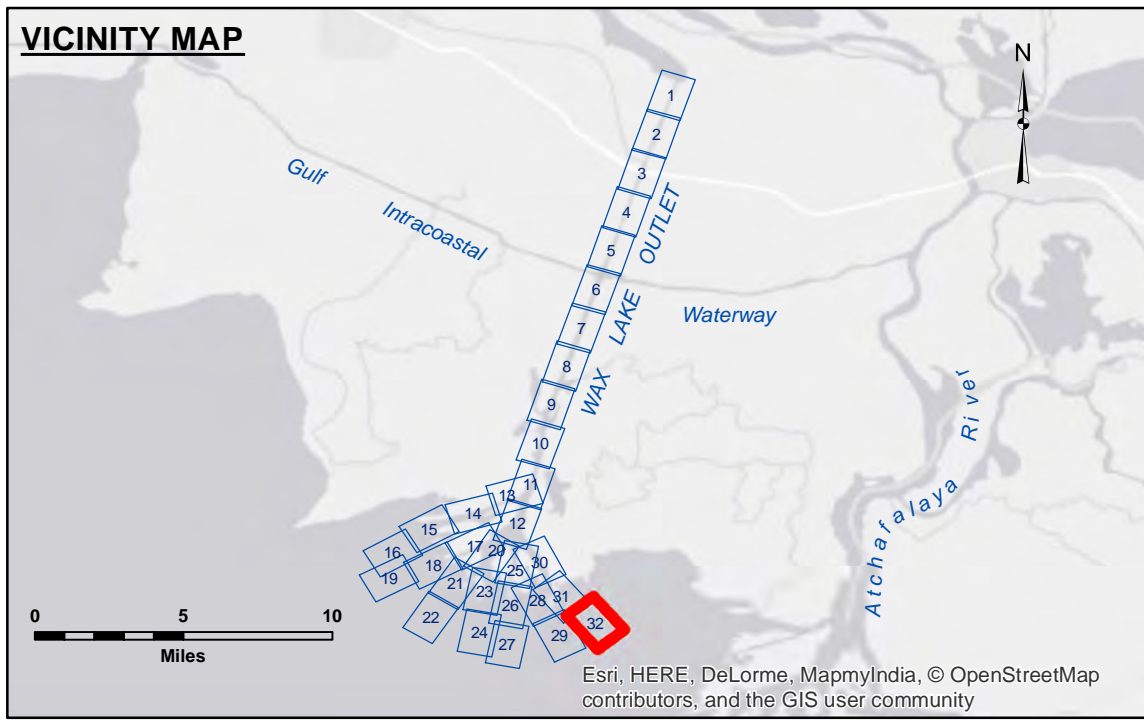 VICINITY MAP
N
1
2
3
4
5
6
7
8
9
10
11
12
13
14
15
16
17
18
19
20
21
22
23
24
25
26
27
28
29
30
31
32
Gulf
Intracoastal
Waterway
WAX LAKE OUTLET
Atchafalaya River
0 5 10
Miles
Esri, HERE, DeLorme, MapmyIndia, © OpenStreetMap
contributors, and the GIS user community